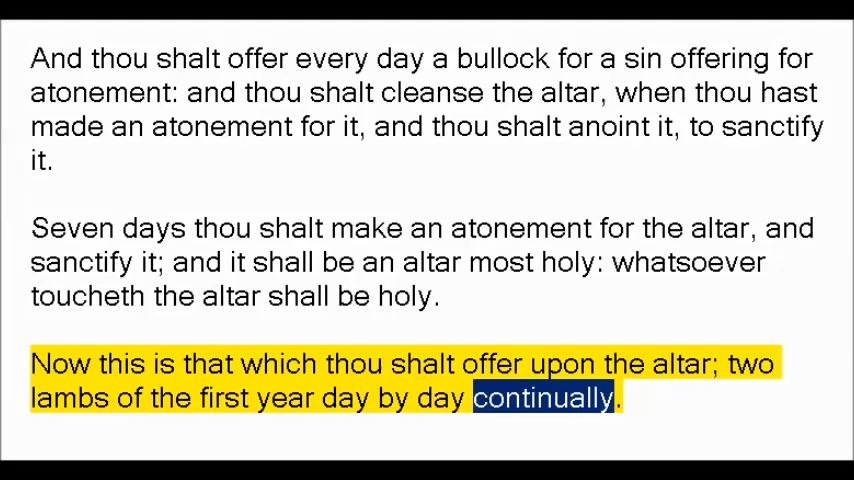 And thou shalt offer every day a bullock for a sin offering for
atonement: and thou shalt cleanse the altar, when thou hast
made an atonement for it, and thou shalt anoint it, to sanctify
it.
Seven days thou shalt make an atonement for the altar, and
sanctify it; and it shall be an altar most holy: whatsoever
toucheth the altar shall be holy.
Now this is that which thou shalt offer upon the altar; two
lambs of the first year day by day continually.